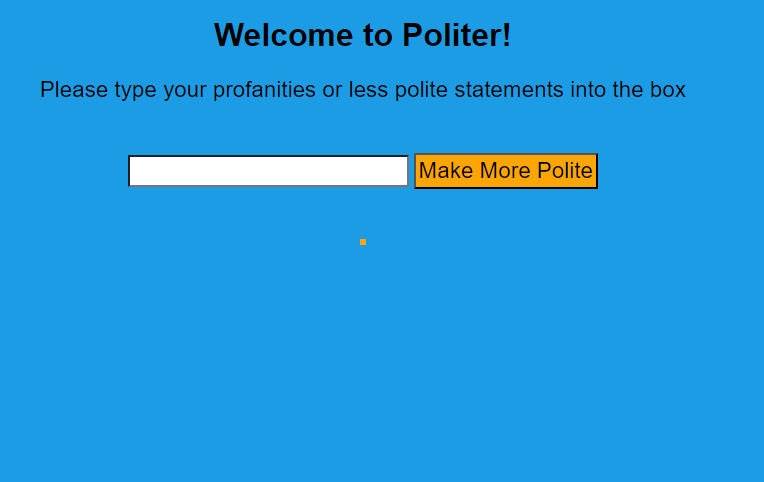 Welcome to Politer!
Please type your profanities or less polite statements into the box
Make More Polite